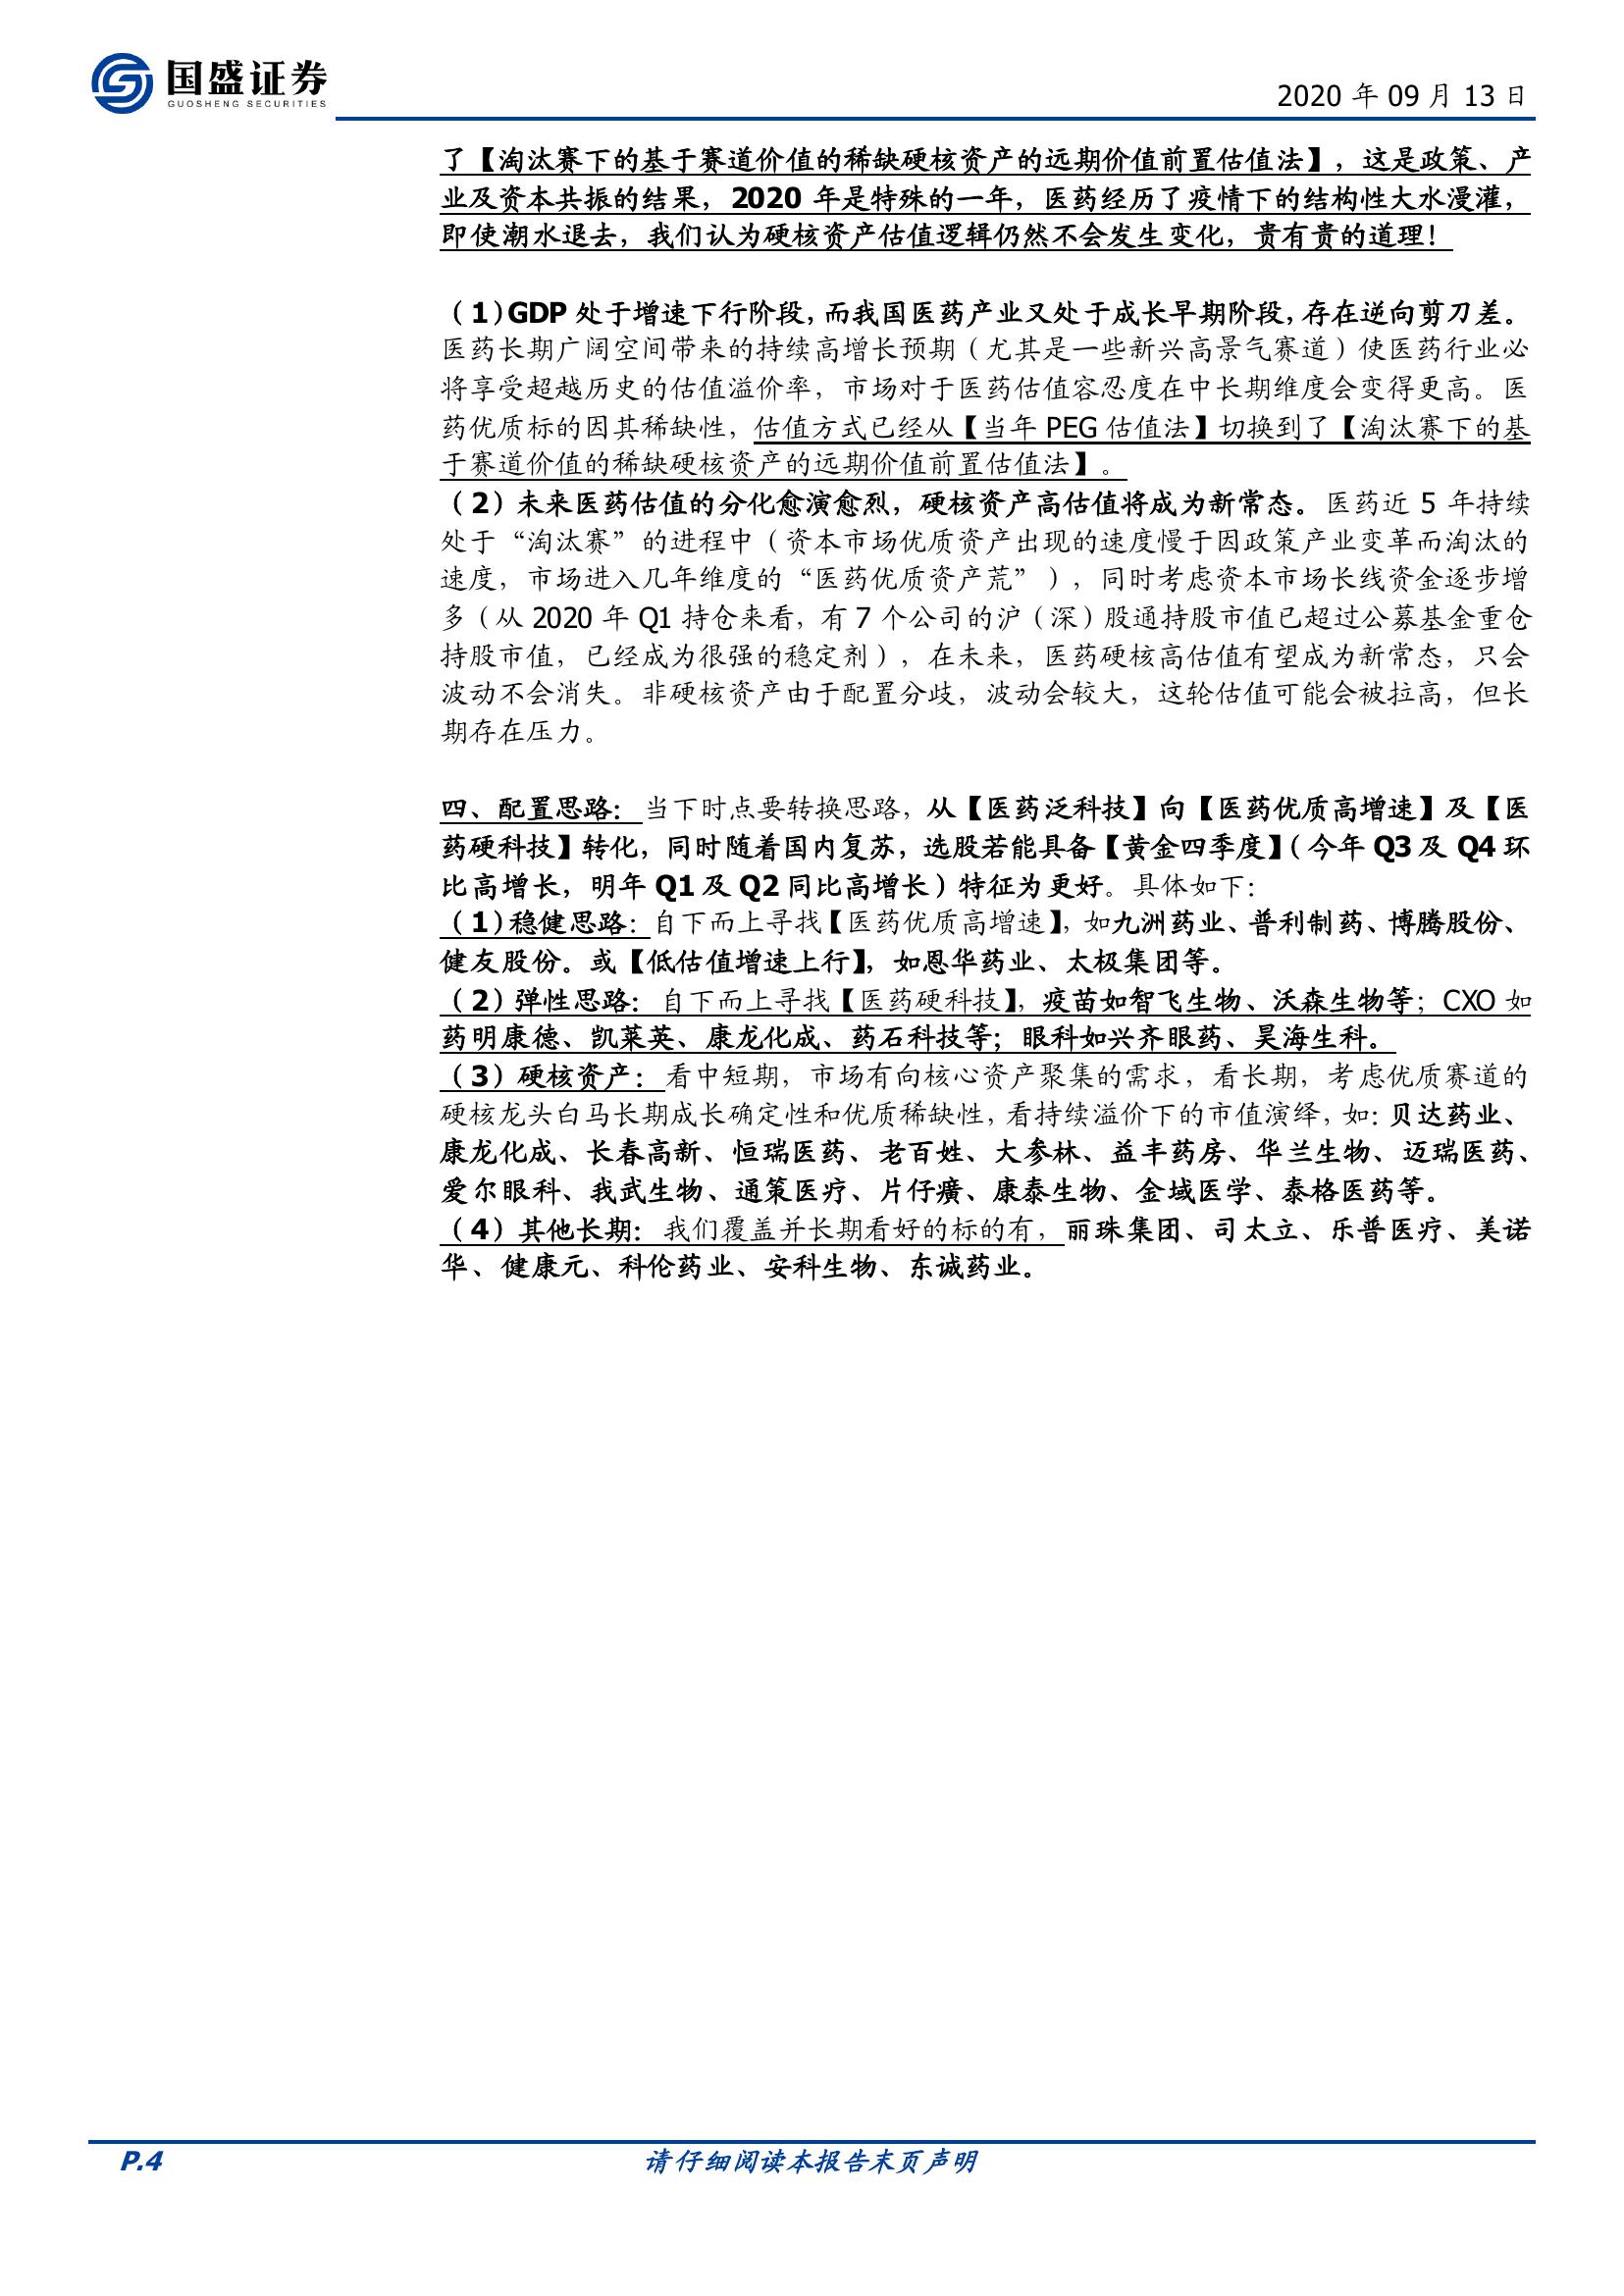 国盛证券
GUOSHENG SECURITIES
2020 年 09 月 13 日
了【淘汰赛下的基于赛道价值的稀缺硬核资产的远期价值前置估值法】，这是政策、产
业及资本共振的结果，2020 年是特殊的一年，医药经历了疫情下的结构性大水漫灌，
即使潮水退去，我们认为硬核资产估值逻辑仍然不会发生变化，贵有贵的道理！
（1）GDP 处于增速下行阶段，而我国医药产业又处于成长早期阶段，存在逆向剪刀差。
医药长期广阔空间带来的持续高增长预期（尤其是一些新兴高景气赛道）使医药行业必
将享受超越历史的估值溢价率，市场对于医药估值容忍度在中长期维度会变得更高。医
药优质标的因其稀缺性，估值方式已经从【当年 PEG 估值法】切换到了【淘汰赛下的基
于赛道价值的稀缺硬核资产的远期价值前置估值法】。
（2）未来医药估值的分化愈演愈烈，硬核资产高估值将成为新常态。医药近 5 年持续
处于“淘汰赛”的进程中（资本市场优质资产出现的速度慢于因政策产业变革而淘汰的
速度，市场进入几年维度的“医药优质资产荒”），同时考虑资本市场长线资金逐步增
多（从 2020 年 Q1 持仓来看，有 7 个公司的沪（深）股通持股市值已超过公募基金重仓
持股市值，已经成为很强的稳定剂），在未来，医药硬核高估值有望成为新常态，只会
波动不会消失。非硬核资产由于配置分歧，波动会较大，这轮估值可能会被拉高，但长
期存在压力。
四、配置思路：当下时点要转换思路，从【医药泛科技】向【医药优质高增速】及【医
药硬科技】转化，同时随着国内复苏，选股若能具备【黄金四季度】（今年 Q3 及 Q4 环
比高增长，明年 Q1 及 Q2 同比高增长）特征为更好。具体如下：
（1）稳健思路：自下而上寻找【医药优质高增速】，如九洲药业、普利制药、博腾股份、
健友股份。或【低估值增速上行】，如恩华药业、太极集团等。
（2）弹性思路：自下而上寻找【医药硬科技】，疫苗如智飞生物、沃森生物等；CXO 如
药明康德、凯莱英、康龙化成、药石科技等；眼科如兴齐眼药、昊海生科。
（3）硬核资产：看中短期，市场有向核心资产聚集的需求，看长期，考虑优质赛道的
硬核龙头白马长期成长确定性和优质稀缺性，看持续溢价下的市值演绎，如：贝达药业、
康龙化成、长春高新、恒瑞医药、老百姓、大参林、益丰药房、华兰生物、迈瑞医药、
爱尔眼科、我武生物、通策医疗、片仔癀、康泰生物、金域医学、泰格医药等。
（4）其他长期：我们覆盖并长期看好的标的有，丽珠集团、司太立、乐普医疗、美诺
华、健康元、科伦药业、安科生物、东诚药业。
P.4
请仔细阅读本报告末页声明